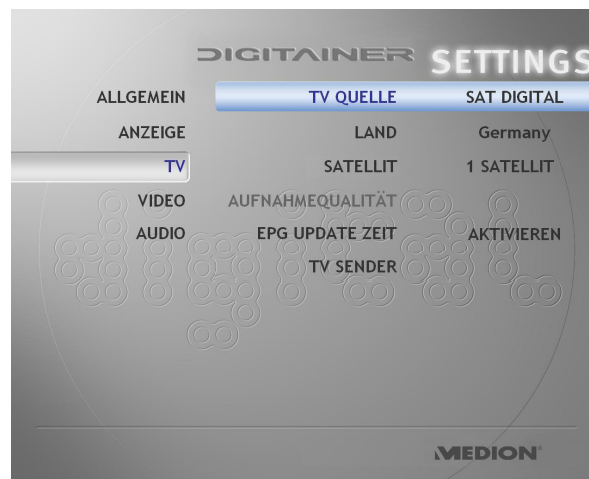 DIGITAINER SETTINGS
ALLGEMEIN TV QUELLE SAT DIGITAL
ANZEIGE LAND Germany
TV SATELLIT 1 SATELLIT
VIDEO AUFNAHMEQUALITÄT
AUDIO EPG UPDATE ZEIT AKTIVIEREN
TV SENDER
digitainer
MEDION®